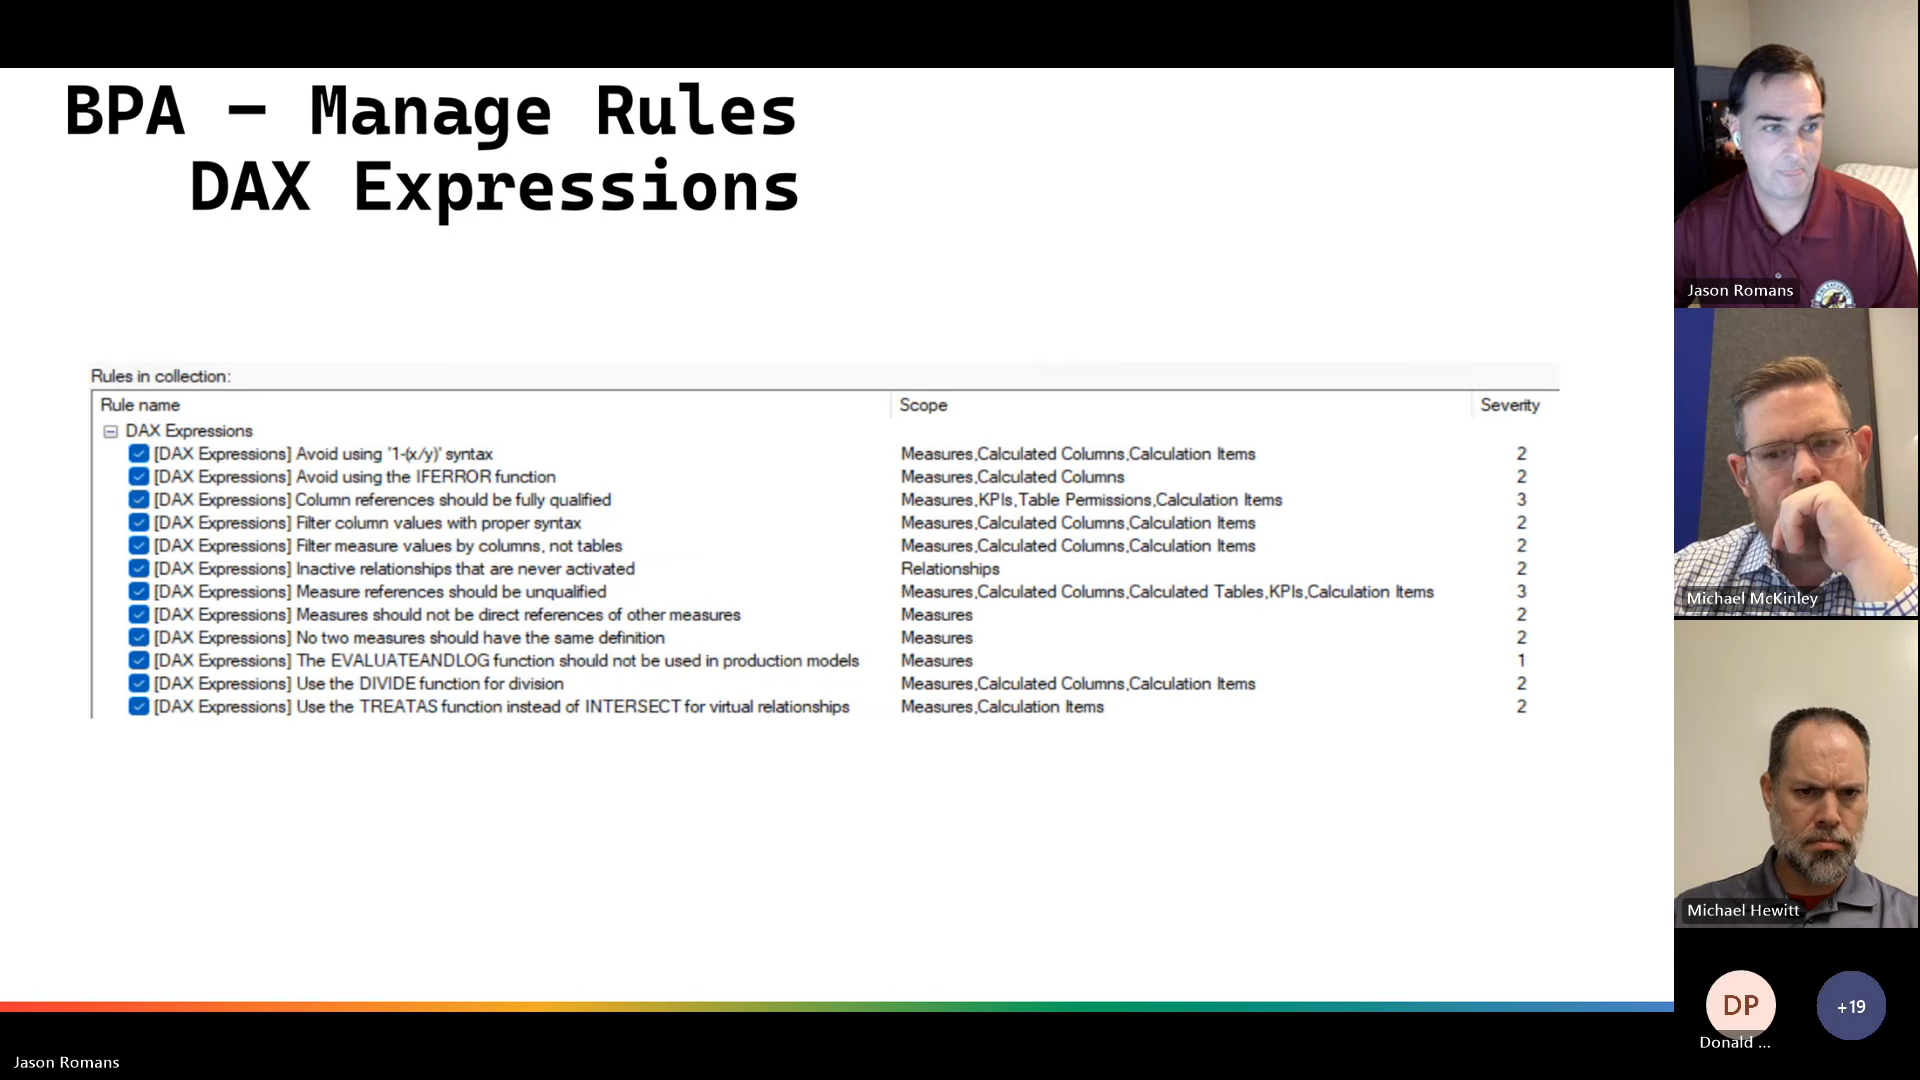 BPA – Manage Rules
DAX Expressions
Rules in collection:
Rule name Scope Severity
DAX Expressions
[DAX Expressions] Avoid using '1-(x/y)' syntax Measures,Calculated Columns,Calculation Items 2
[DAX Expressions] Avoid using the IFERROR function Measures,Calculated Columns 2
[DAX Expressions] Column references should be fully qualified Measures,KPIs,Table Permissions,Calculation Items 3
[DAX Expressions] Filter column values with proper syntax Measures,Calculated Columns,Calculation Items 2
[DAX Expressions] Filter measure values by columns, not tables Measures,Calculated Columns,Calculation Items 2
[DAX Expressions] Inactive relationships that are never activated Relationships 2
[DAX Expressions] Measure references should be unqualified Measures,Calculated Columns,Calculated Tables,KPIs,Calculation Items 3
[DAX Expressions] Measures should not be direct references of other measures Measures 2
[DAX Expressions] No two measures should have the same definition Measures 2
[DAX Expressions] The EVALUATEANDLOG function should not be used in production models Measures 1
[DAX Expressions] Use the DIVIDE function for division Measures,Calculated Columns,Calculation Items 2
[DAX Expressions] Use the TREATAS function instead of INTERSECT for virtual relationships Measures,Calculation Items 2
Jason Romans
Michael McKinley
Michael Hewitt
DP
+19
Donald ...
Jason Romans